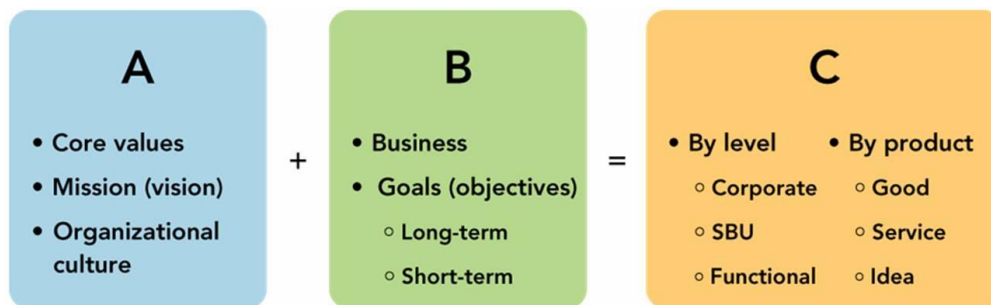 A
• Core values
• Mission (vision)
• Organizational
culture
+
B
• Business
• Goals (objectives)
○ Long-term
○ Short-term
=
C
• By level
○ Corporate
○ SBU
○ Functional
• By product
○ Good
○ Service
○ Idea